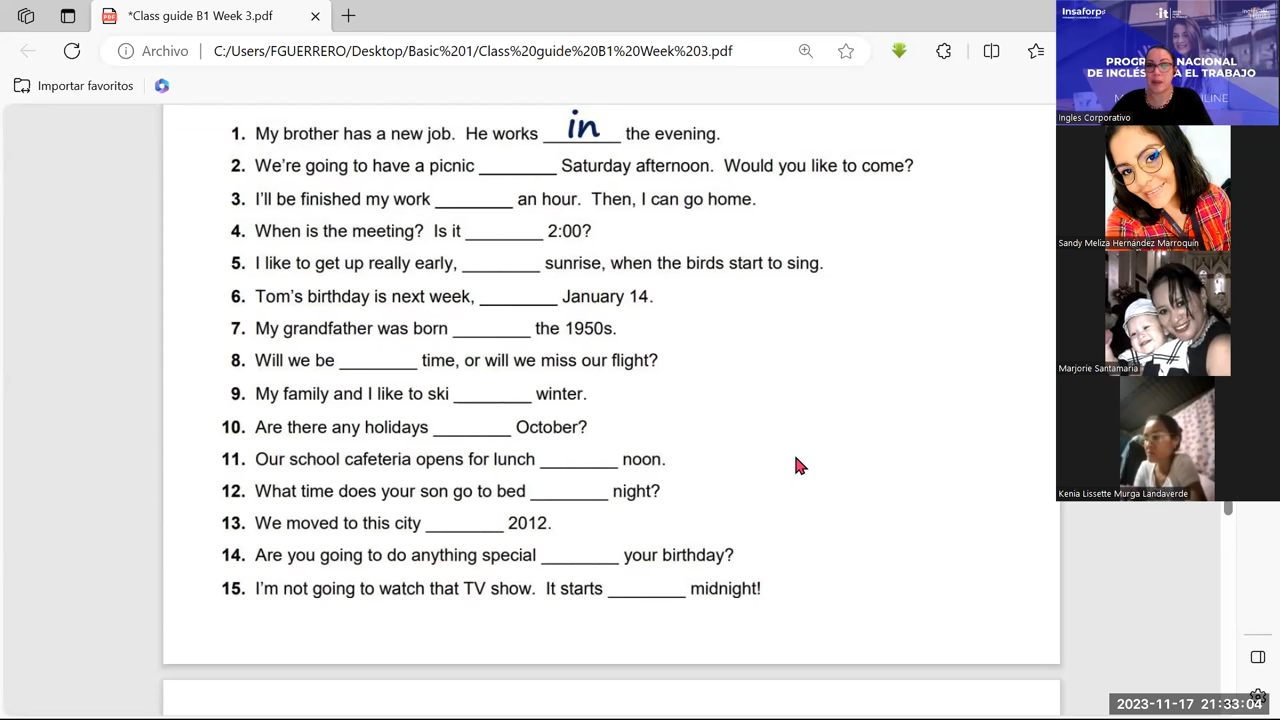 *Class guide B1 Week 3.pdf
Archivo
C:/Users/FGUERRERO/Desktop/Basic%201/Class%20guide%20B1%20Week%203.pdf
Importar favoritos
1. My brother has a new job. He works in the evening.
2. We're going to have a picnic ________ Saturday afternoon. Would you like to come?
3. I'll be finished my work ________ an hour. Then, I can go home.
4. When is the meeting? Is it ________ 2:00?
5. I like to get up really early, ________ sunrise, when the birds start to sing.
6. Tom's birthday is next week, ________ January 14.
7. My grandfather was born ________ the 1950s.
8. Will we be ________ time, or will we miss our flight?
9. My family and I like to ski ________ winter.
10. Are there any holidays ________ October?
11. Our school cafeteria opens for lunch ________ noon.
12. What time does your son go to bed ________ night?
13. We moved to this city ________ 2012.
14. Are you going to do anything special ________ your birthday?
15. I'm not going to watch that TV show. It starts ________ midnight!
Insaforp
it
PROGR NACIONAL
DE INGLÉS A EL TRABAJO
M LINE
Ingles Corporativo
Sandy Meliza Hernández Marroquín
Marjorie Santamaria
Kenia Lissette Murga Landaverde
2023-11-17 21:33:04